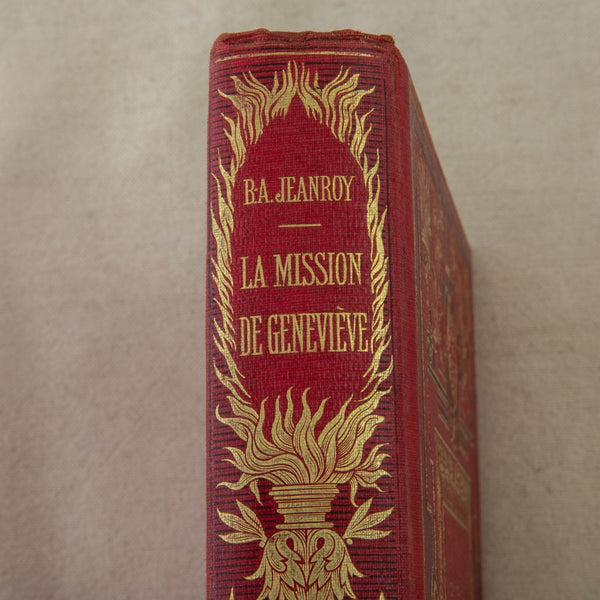 B-A. JEANROY
LA MISSION
DE GENEVIÈVE